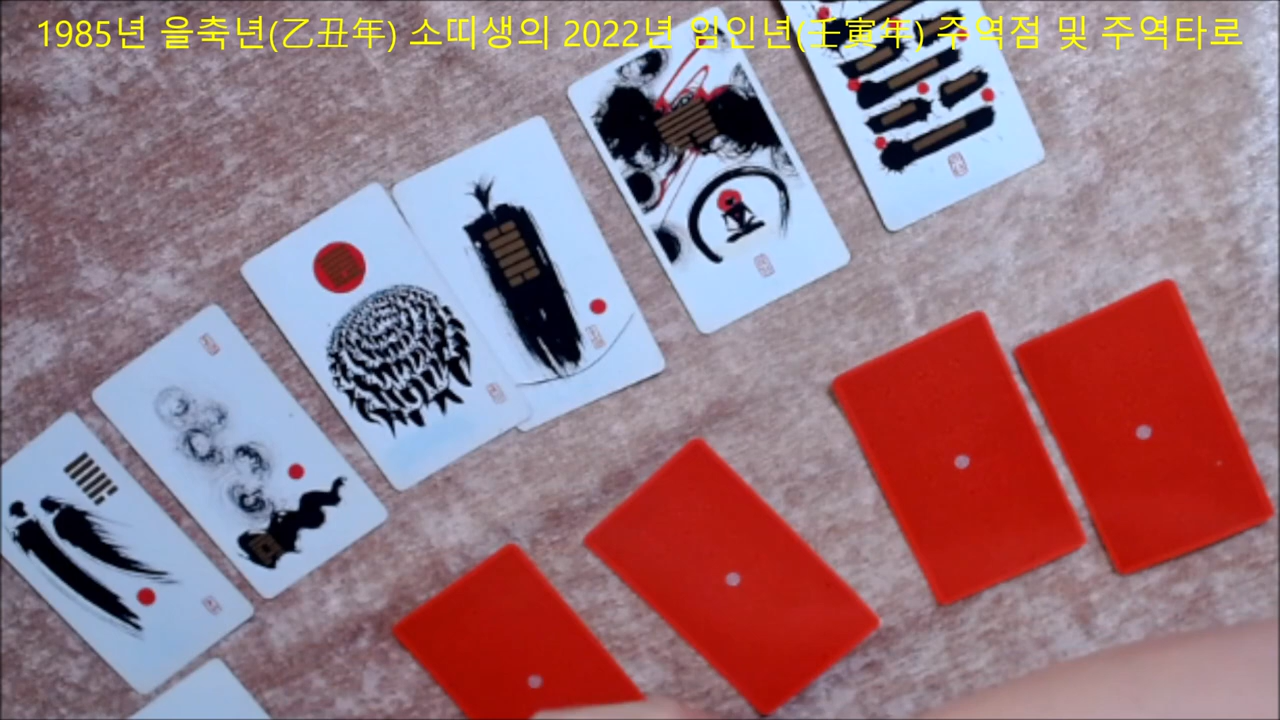 1985년 을축년(乙丑年) 소띠생의 2022년 임인년(壬寅年) 주역점 및 주역타로